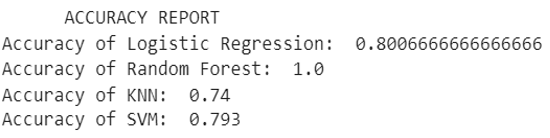 ACCURACY REPORT
Accuracy of Logistic Regression:  0.8006666666666666
Accuracy of Random Forest:  1.0
Accuracy of KNN:  0.74
Accuracy of SVM:  0.793